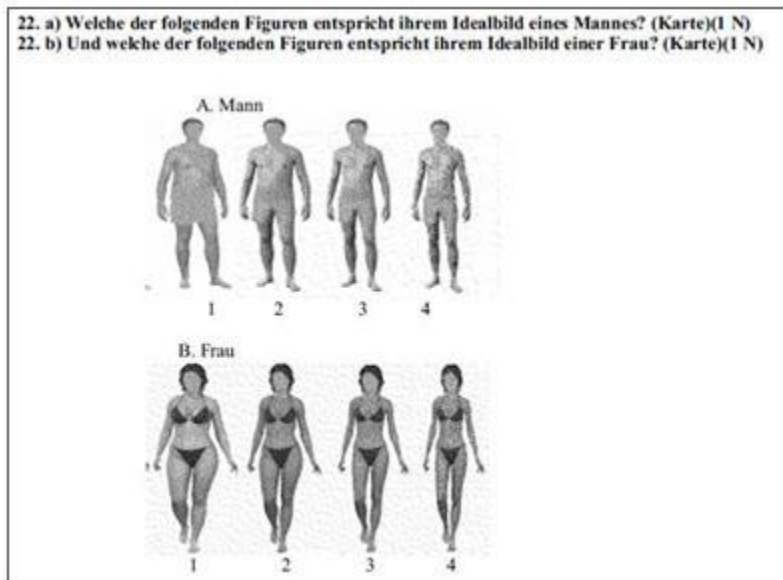 22. a) Welche der folgenden Figuren entspricht ihrem Idealbild eines Mannes? (Karte)(1 N)
22. b) Und welche der folgenden Figuren entspricht ihrem Idealbild einer Frau? (Karte)(1 N)
A. Mann
1 2 3 4
B. Frau
1 2 3 4